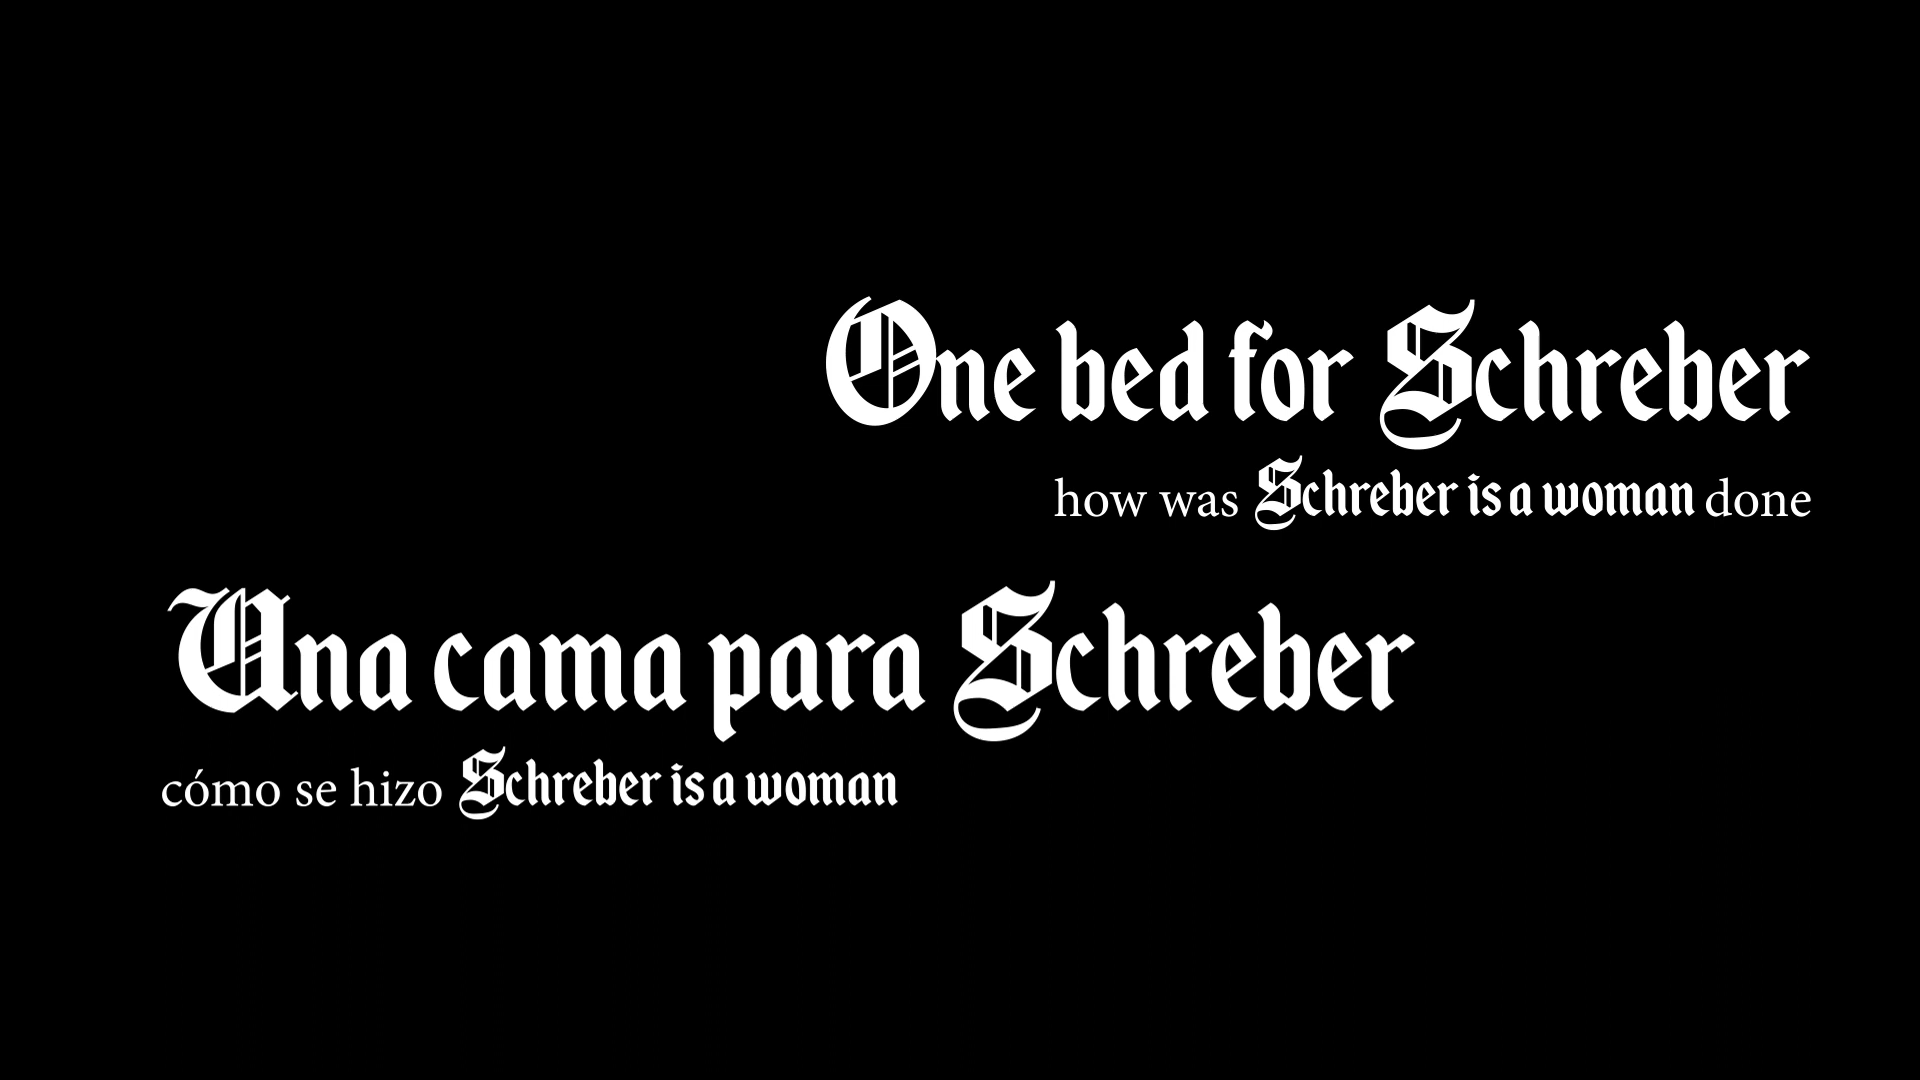 One bed for Schreber
how was Schreber is a woman done
Una cama para Schreber
cómo se hizo Schreber is a woman